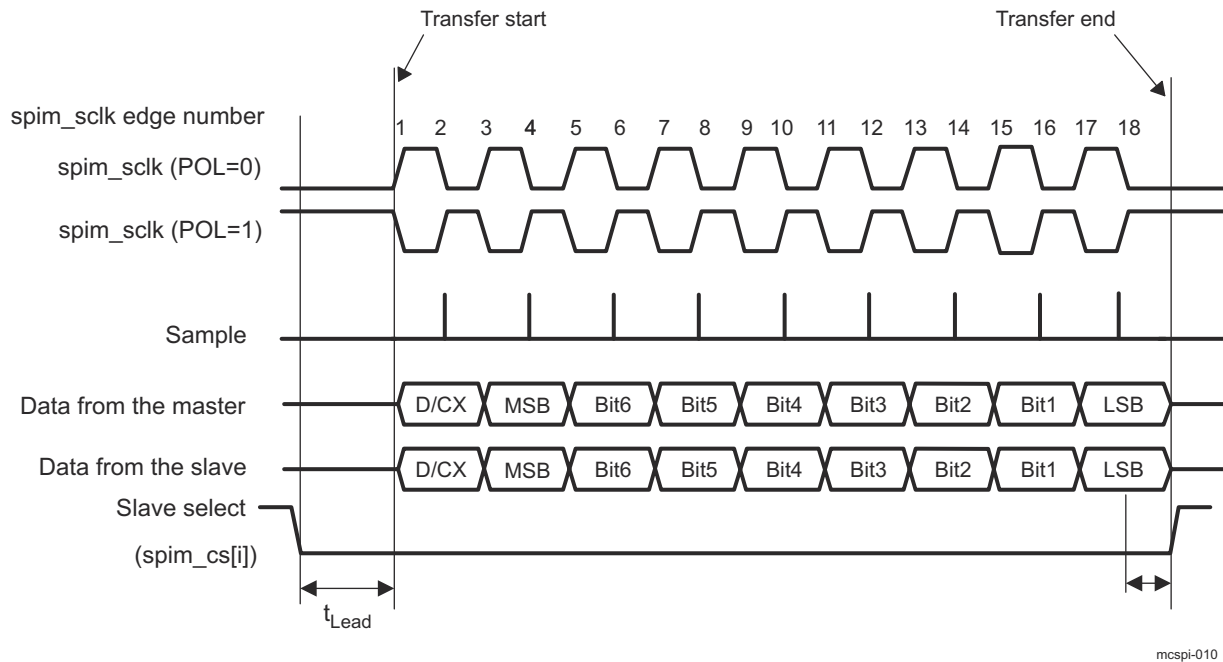 Transfer start
Transfer end
spim_sclk edge number
1 2 3 4 5 6 7 8 9 10 11 12 13 14 15 16 17 18
spim_sclk (POL=0)
spim_sclk (POL=1)
Sample
Data from the master D/CX MSB Bit6 Bit5 Bit4 Bit3 Bit2 Bit1 LSB
Data from the slave D/CX MSB Bit6 Bit5 Bit4 Bit3 Bit2 Bit1 LSB
Slave select
(spim_cs[i])
tLead
mcspi-010